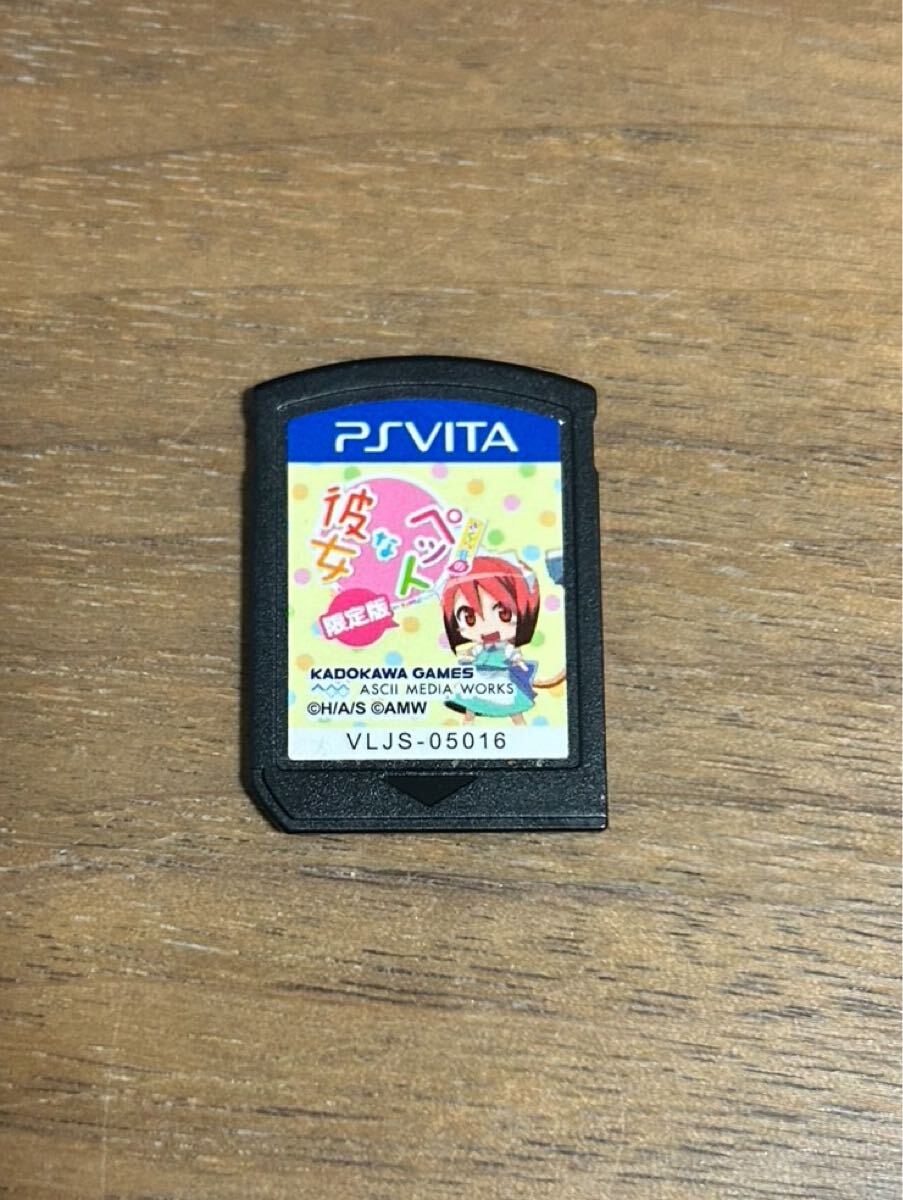 PSVITA
さくら荘の
ペットな
彼女
限定版
KADOKAWA GAMES
ASCII MEDIA WORKS
©H/A/S ©AMW
VLJS-05016